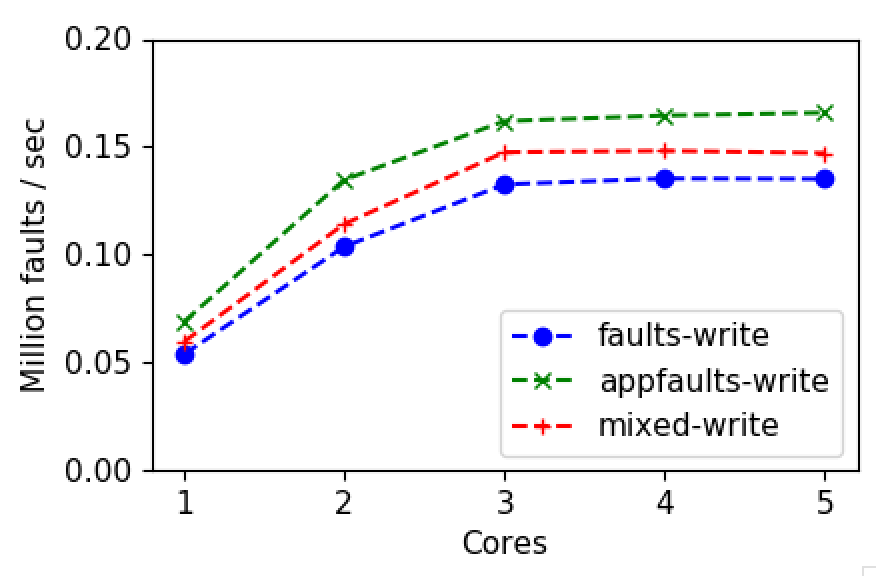 Million faults / sec
0.20
0.15
0.10
0.05
0.00
1 2 3 4 5
Cores
faults-write
appfaults-write
mixed-write